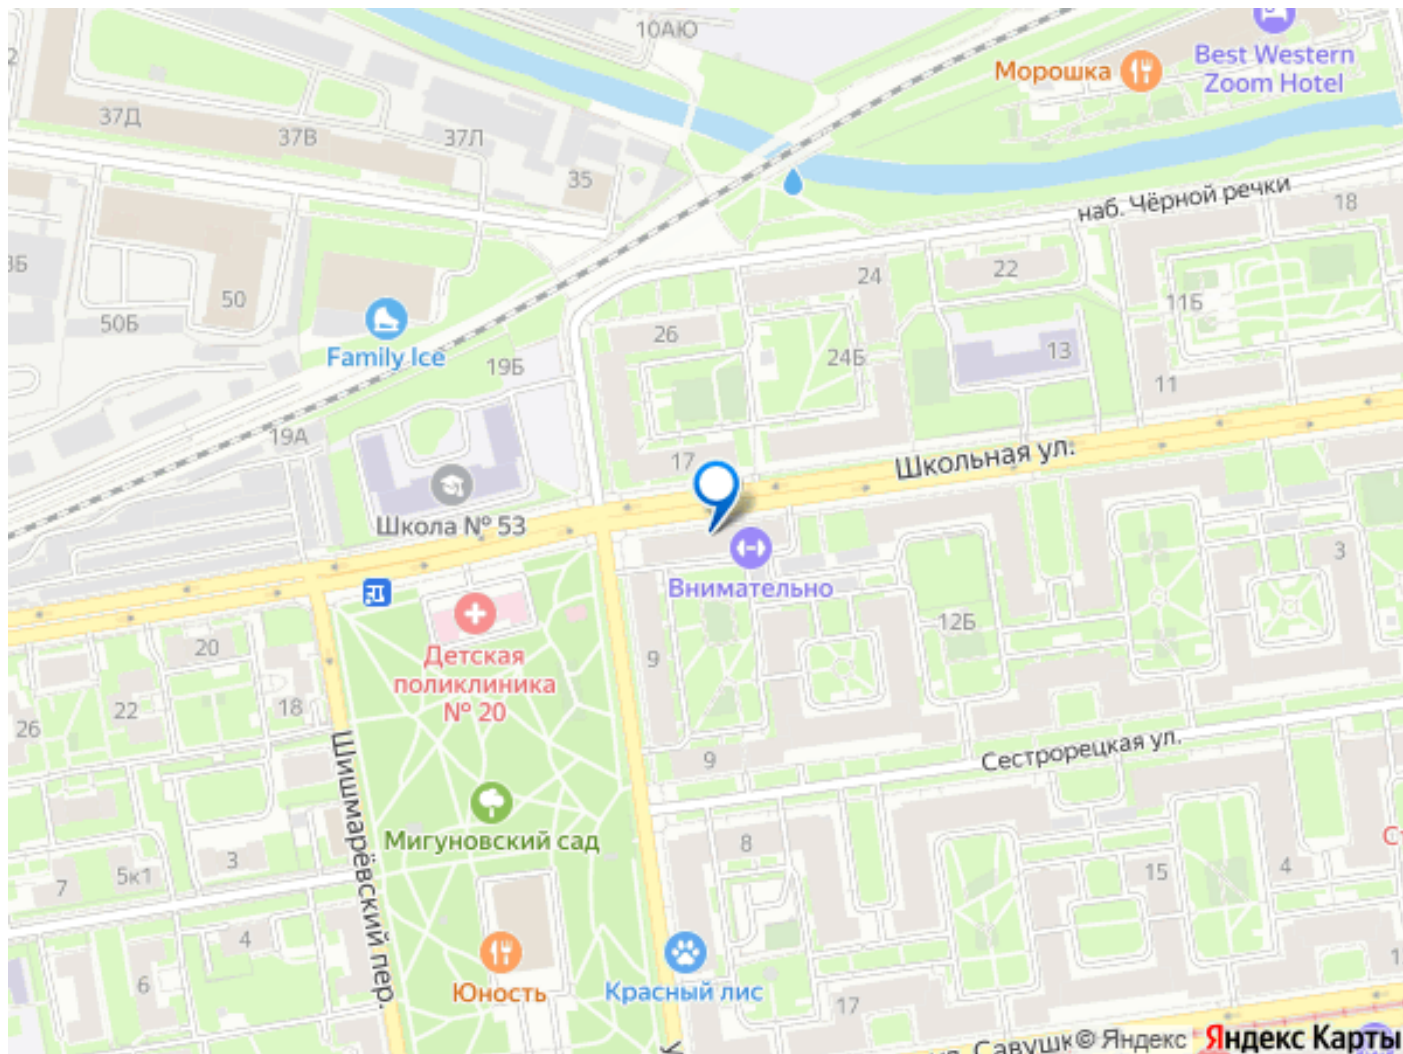 10АЮ
Морошка
Best Western
Zoom Hotel
37Д
37В
37Л
35
наб. Чёрной речки
18
50
50Б
24
22
11Б
26
Family Ice
19Б
24Б
13
11
19А
17
Школьная ул.
Школа № 53
3
Внимательно
12Б
20
Детская
поликлиника
№ 20
9
22
18
26
9
Сестрорецкая ул.
Шишмарёвский пер.
Мигуновский сад
8
3
5к1
7
15
4
4
6
Юность
Красный лис
17
ул. Савушк
© Яндекс
Яндекс Карты